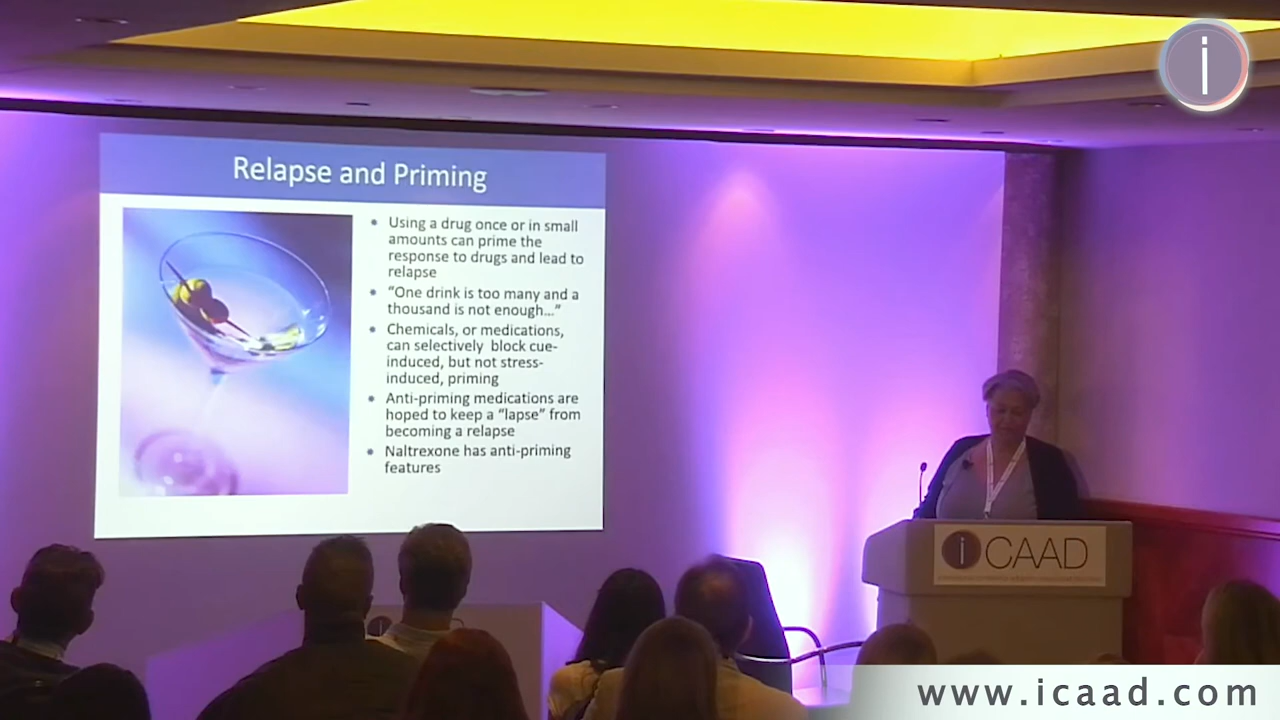 i
Relapse and Priming
• Using a drug once or in small
amounts can prime the
response to drugs and lead to
relapse
• “One drink is too many and a
thousand is not enough...”
• Chemicals, or medications,
can selectively block cue-
induced, but not stress-
induced, priming
• Anti-priming medications are
hoped to keep a “lapse” from
becoming a relapse
• Naltrexone has anti-priming
features
iCAAD
www.icaad.com